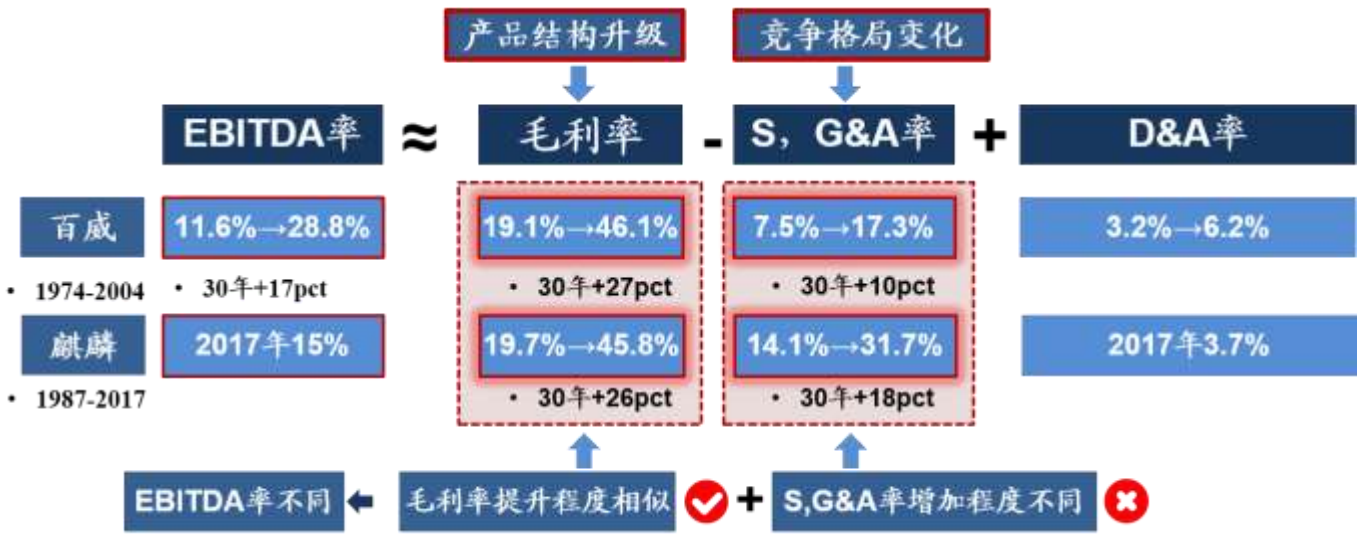 产品结构升级 竞争格局变化
EBITDA率 ≈ 毛利率 - S，G&A率 + D&A率
百威 11.6%→28.8% 19.1%→46.1% 7.5%→17.3% 3.2%→6.2%
• 1974-2004 • 30年+17pct • 30年+27pct • 30年+10pct
麒麟 2017年15% 19.7%→45.8% 14.1%→31.7% 2017年3.7%
• 1987-2017 • 30年+26pct • 30年+18pct
EBITDA率不同 毛利率提升程度相似 + S,G&A率增加程度不同